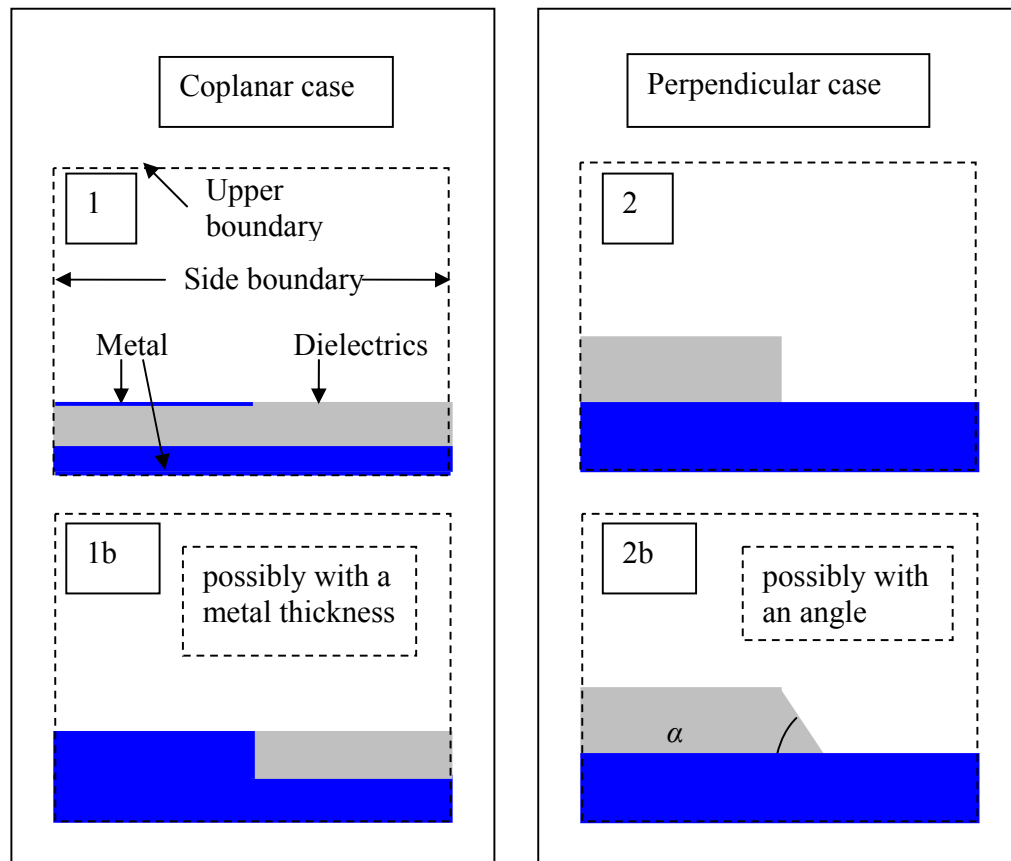 Coplanar case
1
Upper
boundary
Side boundary
Metal
Dielectrics
1b
possibly with a
metal thickness
Perpendicular case
2
2b
possibly with
an angle
α